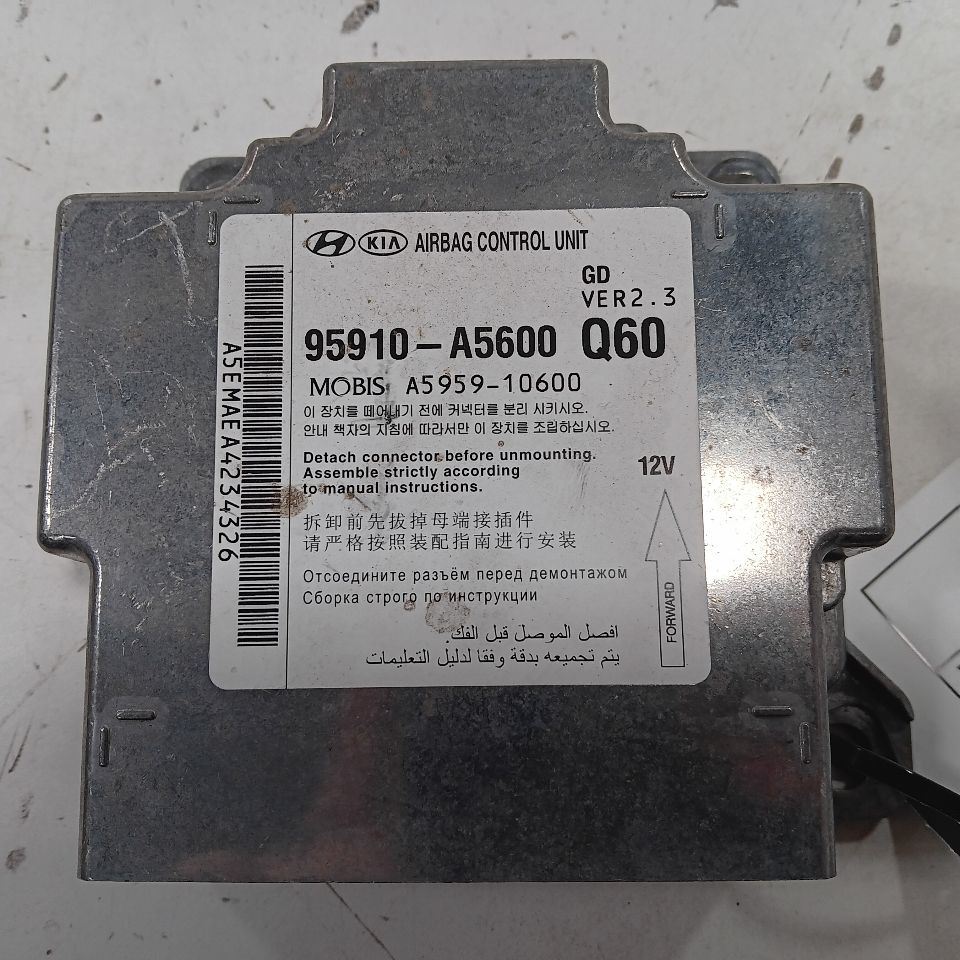 KIA AIRBAG CONTROL UNIT
GD
VER2.3
95910-A5600 Q60
MOBIS A5959-10600
이 장치를 떼어내기 전에 커넥터를 분리 시키시오.
안내 책자의 지침에 따라서만 이 장치를 조립하십시오.
Detach connector before unmounting.
Assemble strictly according
to manual instructions.
12V
拆卸前先拔掉母端接插件
请严格按照装配指南进行安装
Отсоедините разъём перед демонтажом
Сборка строго по инструкции
افصل الموصل قبل الفك.
يتم تجميعه بدقة وفقا لدليل التعليمات
FORWARD
A5EMAEA4234326